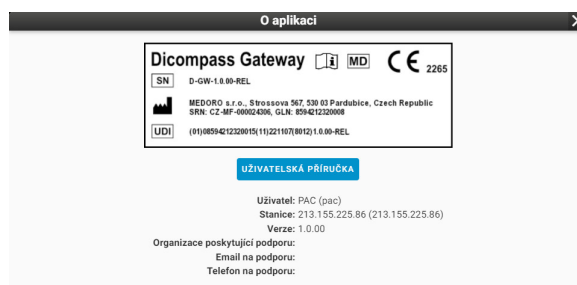 O aplikaci
Dicompass Gateway MD CE 2265
SN D-GW-1.0.00-REL
MEDORO s.r.o., Strossova 567, 530 03 Pardubice, Czech Republic
SRN: CZ-MF-000024306, GLN: 8594212320008
UDI (01)08594212320015(11)221107(8012)1.0.00-REL
UŽIVATELSKÁ PŘÍRUČKA
Uživatel: PAC (pac)
Stanice: 213.155.225.86 (213.155.225.86)
Verze: 1.0.00
Organizace poskytující podporu:
Email na podporu:
Telefon na podporu: